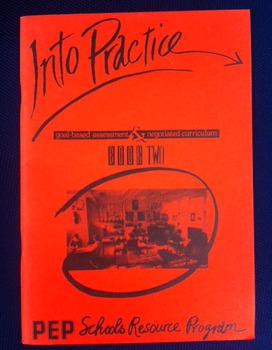 Into Practice
goal-based assessment & negotiated curriculum
BOOK TWO
PEP Schools Resource Program